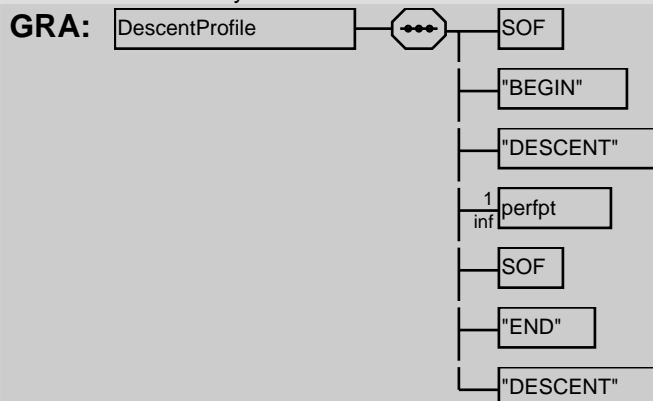 GRA: DescentProfile SOF
"BEGIN"
"DESCENT"
1
inf perfpt
SOF
"END"
"DESCENT"